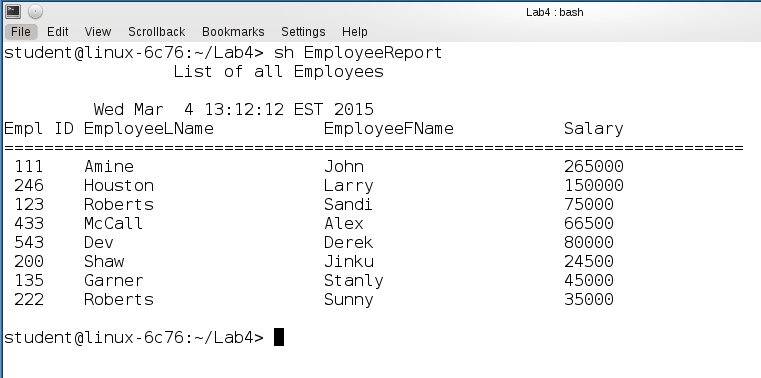 Lab4 : bash
File Edit View Scrollback Bookmarks Settings Help
student@linux-6c76:~/Lab4> sh EmployeeReport
List of all Employees
Wed Mar  4 13:12:12 EST 2015
Empl ID EmployeeLName EmployeeFName Salary
==========================================================================
111 Amine John 265000
246 Houston Larry 150000
123 Roberts Sandi 75000
433 McCall Alex 66500
543 Dev Derek 80000
200 Shaw Jinku 24500
135 Garner Stanly 45000
222 Roberts Sunny 35000
student@linux-6c76:~/Lab4>